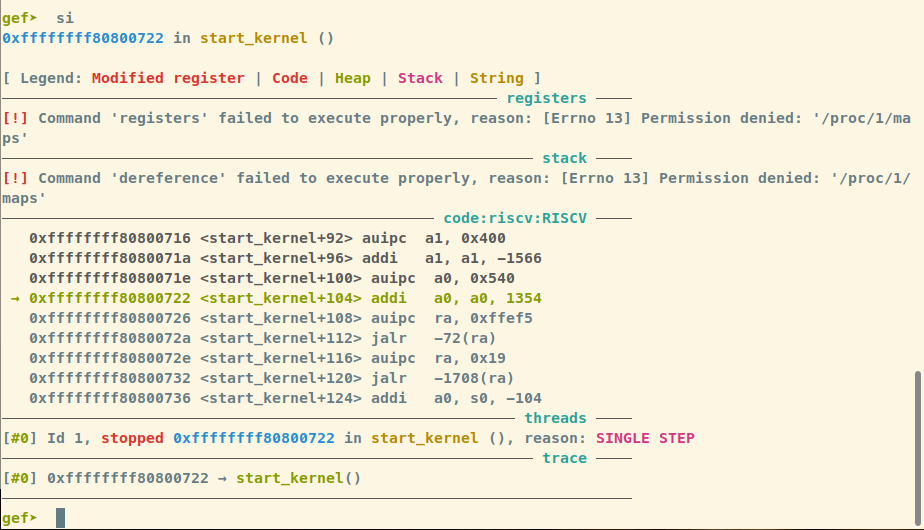 gef➤  si
0xffffffff80800722 in start_kernel ()
[ Legend: Modified register | Code | Heap | Stack | String ]
registers
[!] Command 'registers' failed to execute properly, reason: [Errno 13] Permission denied: '/proc/1/ma
ps'
stack
[!] Command 'dereference' failed to execute properly, reason: [Errno 13] Permission denied: '/proc/1/
maps'
code:riscv:RISCV
0xffffffff80800716 <start_kernel+92> auipc  a1, 0x400
0xffffffff8080071a <start_kernel+96> addi   a1, a1, -1566
0xffffffff8080071e <start_kernel+100> auipc  a0, 0x540
→ 0xffffffff80800722 <start_kernel+104> addi   a0, a0, 1354
0xffffffff80800726 <start_kernel+108> auipc  ra, 0xffef5
0xffffffff8080072a <start_kernel+112> jalr   -72(ra)
0xffffffff8080072e <start_kernel+116> auipc  ra, 0x19
0xffffffff80800732 <start_kernel+120> jalr   -1708(ra)
0xffffffff80800736 <start_kernel+124> addi   a0, s0, -104
threads
[#0] Id 1, stopped 0xffffffff80800722 in start_kernel (), reason: SINGLE STEP
trace
[#0] 0xffffffff80800722 → start_kernel()
gef➤